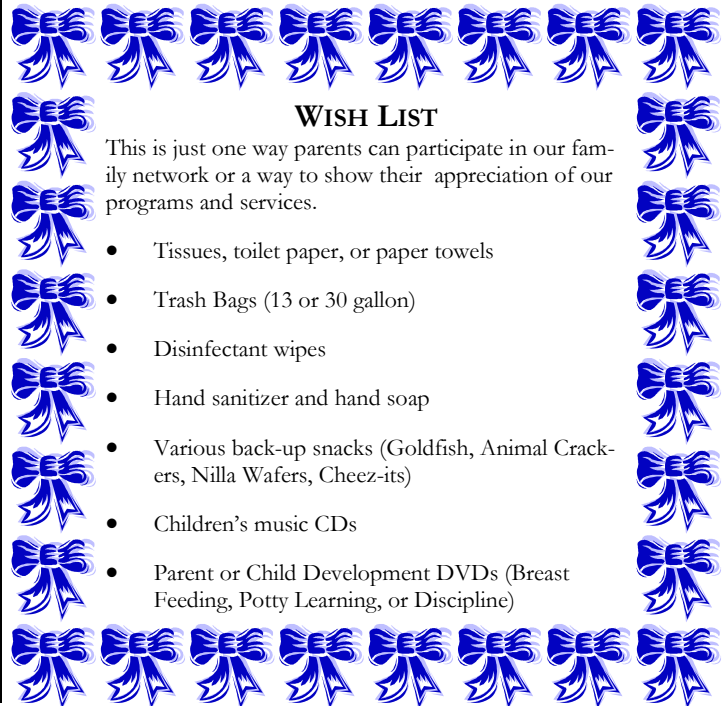 WISH LIST
This is just one way parents can participate in our fam-
ily network or a way to show their appreciation of our
programs and services.
• Tissues, toilet paper, or paper towels
• Trash Bags (13 or 30 gallon)
• Disinfectant wipes
• Hand sanitizer and hand soap
• Various back-up snacks (Goldfish, Animal Crack-
ers, Nilla Wafers, Cheez-its)
• Children’s music CDs
• Parent or Child Development DVDs (Breast
Feeding, Potty Learning, or Discipline)